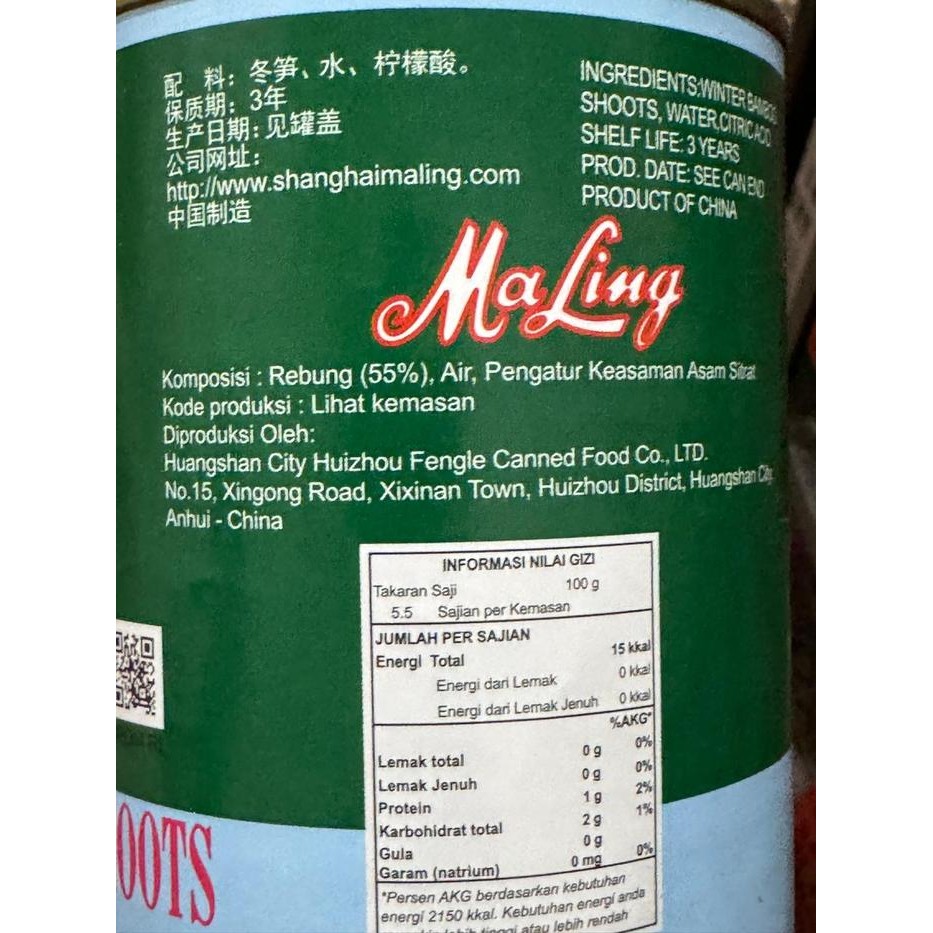 配 料：冬笋、水、柠檬酸。
保质期：3年
生产日期：见罐盖
公司网址：
http://www.shanghaimaling.com
中国制造
INGREDIENTS:WINTER BAMBOO
SHOOTS, WATER,CITRIC ACID
SHELF LIFE: 3 YEARS
PROD. DATE: SEE CAN END
PRODUCT OF CHINA
MaLing
Komposisi : Rebung (55%), Air, Pengatur Keasaman Asam Sitrat
Kode produksi : Lihat kemasan
Diproduksi Oleh:
Huangshan City Huizhou Fengle Canned Food Co., LTD.
No.15, Xingong Road, Xixinan Town, Huizhou District, Huangshan City
Anhui - China
INFORMASI NILAI GIZI
Takaran Saji 100 g
5.5 Sajian per Kemasan
JUMLAH PER SAJIAN
Energi Total 15 kkal
Energi dari Lemak 0 kkal
Energi dari Lemak Jenuh 0 kkal
%AKG*
Lemak total 0 g 0%
Lemak Jenuh 0 g 0%
Protein 1 g 2%
Karbohidrat total 2 g 1%
Gula 0 g
Garam (natrium) 0 mg 0%
*Persen AKG berdasarkan kebutuhan
energi 2150 kkal. Kebutuhan energi anda
lebih tinggi atau lebih rendah
OOTS